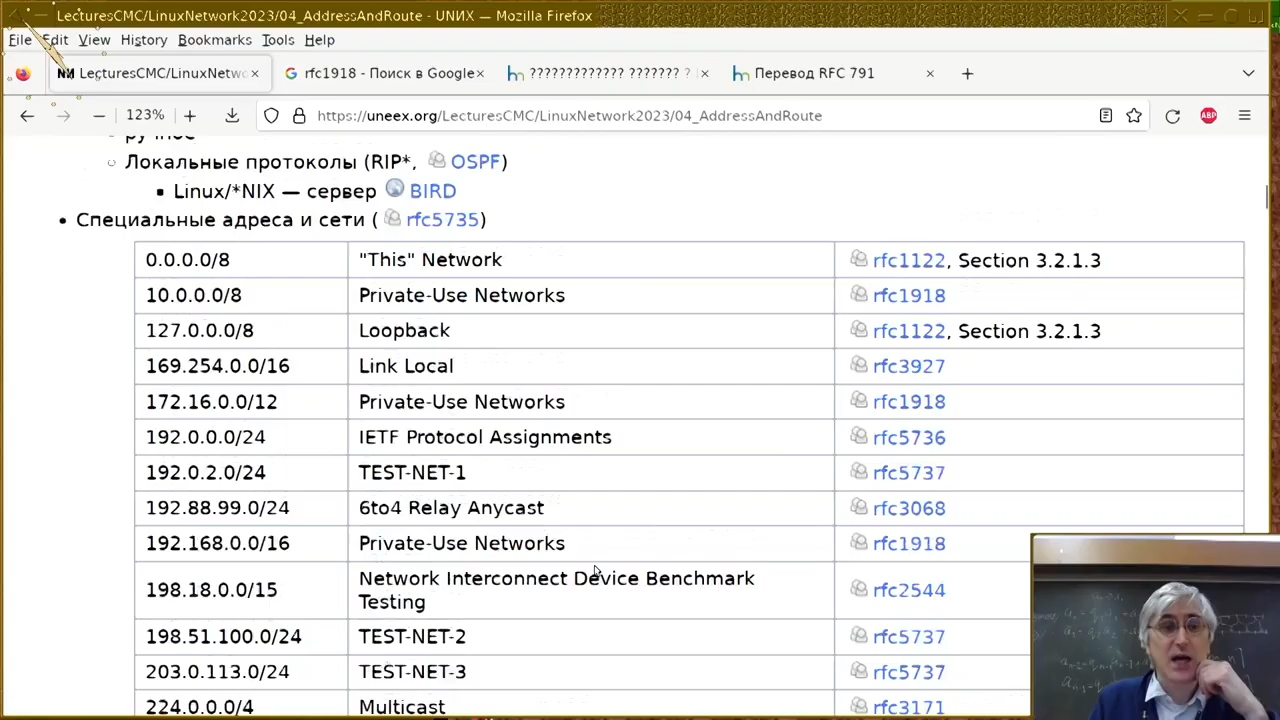 LecturesCMC/LinuxNetwork2023/04_AddressAndRoute - UNИX — Mozilla Firefox
File Edit View History Bookmarks Tools Help
LecturesCMC/LinuxNetwo
rfc1918 - Поиск в Google
????????????? ??????? ?
Перевод RFC 791
123%
https://uneex.org/LecturesCMC/LinuxNetwork2023/04_AddressAndRoute
ABP
ручное
Локальные протоколы (RIP*, OSPF)
Linux/*NIX — сервер BIRD
Специальные адреса и сети ( rfc5735)
0.0.0.0/8 "This" Network rfc1122, Section 3.2.1.3
10.0.0.0/8 Private-Use Networks rfc1918
127.0.0.0/8 Loopback rfc1122, Section 3.2.1.3
169.254.0.0/16 Link Local rfc3927
172.16.0.0/12 Private-Use Networks rfc1918
192.0.0.0/24 IETF Protocol Assignments rfc5736
192.0.2.0/24 TEST-NET-1 rfc5737
192.88.99.0/24 6to4 Relay Anycast rfc3068
192.168.0.0/16 Private-Use Networks rfc1918
198.18.0.0/15 Network Interconnect Device Benchmark
Testing rfc2544
198.51.100.0/24 TEST-NET-2 rfc5737
203.0.113.0/24 TEST-NET-3 rfc5737
224.0.0.0/4 Multicast rfc3171